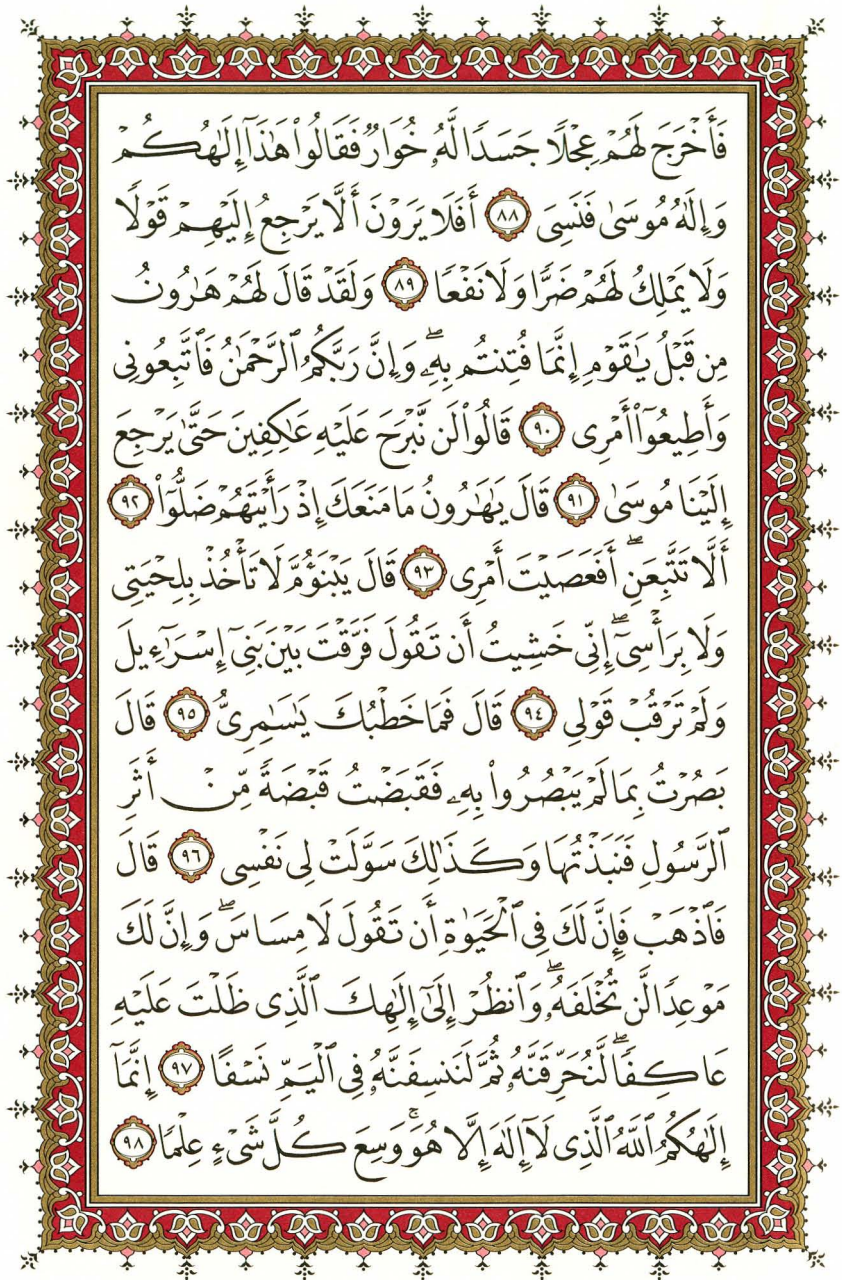 فَأَخْرَجَ لَهُمْ عِجْلًا جَسَدًا لَّهُۥ خُوَارٌ فَقَالُوا۟ هَٰذَآ إِلَٰهُكُمْ
وَإِلَٰهُ مُوسَىٰ فَنَسِىَ ٨٨ أَفَلَا يَرَوْنَ أَلَّا يَرْجِعُ إِلَيْهِمْ قَوْلًا
وَلَا يَمْلِكُ لَهُمْ ضَرًّا وَلَا نَفْعًا ٨٩ وَلَقَدْ قَالَ لَهُمْ هَٰرُونُ
مِن قَبْلُ يَٰقَوْمِ إِنَّمَا فُتِنتُم بِهِۦ ۖ وَإِنَّ رَبَّكُمُ ٱلرَّحْمَٰنُ فَٱتَّبِعُونِى
وَأَطِيعُوٓا۟ أَمْرِى ٩٠ قَالُوا۟ لَن نَّبْرَحَ عَلَيْهِ عَٰكِفِينَ حَتَّىٰ يَرْجِعَ
إِلَيْنَا مُوسَىٰ ٩١ قَالَ يَٰهَٰرُونُ مَا مَنَعَكَ إِذْ رَأَيْتَهُمْ ضَلُّوٓا۟ ٩٢
أَلَّا تَتَّبِعَنِ ۖ أَفَعَصَيْتَ أَمْرِى ٩٣ قَالَ يَبْنَؤُمَّ لَا تَأْخُذْ بِلِحْيَتِى
وَلَا بِرَأْسِىٓ ۖ إِنِّى خَشِيتُ أَن تَقُولَ فَرَّقْتَ بَيْنَ بَنِىٓ إِسْرَٰٓءِيلَ
وَلَمْ تَرْقُبْ قَوْلِى ٩٤ قَالَ فَمَا خَطْبُكَ يَٰسَٰمِرِىُّ ٩٥ قَالَ
بَصُرْتُ بِمَا لَمْ يَبْصُرُوا۟ بِهِۦ فَقَبَضْتُ قَبْضَةً مِّنْ أَثَرِ
ٱلرَّسُولِ فَنَبَذْتُهَا وَكَذَٰلِكَ سَوَّلَتْ لِى نَفْسِى ٩٦ قَالَ
فَٱذْهَبْ فَإِنَّ لَكَ فِى ٱلْحَيَوٰةِ أَن تَقُولَ لَا مِسَاسَ ۖ وَإِنَّ لَكَ
مَوْعِدًا لَّن تُخْلَفَهُۥ ۖ وَٱنظُرْ إِلَىٰٓ إِلَٰهِكَ ٱلَّذِى ظَلْتَ عَلَيْهِ
عَاكِفًا ۖ لَّنُحَرِّقَنَّهُۥ ثُمَّ لَنَنسِفَنَّهُۥ فِى ٱلْيَمِّ نَسْفًا ٩٧ إِنَّمَآ
إِلَٰهُكُمُ ٱللَّهُ ٱلَّذِى لَآ إِلَٰهَ إِلَّا هُوَ ۚ وَسِعَ كُلَّ شَىْءٍ عِلْمًا ٩٨